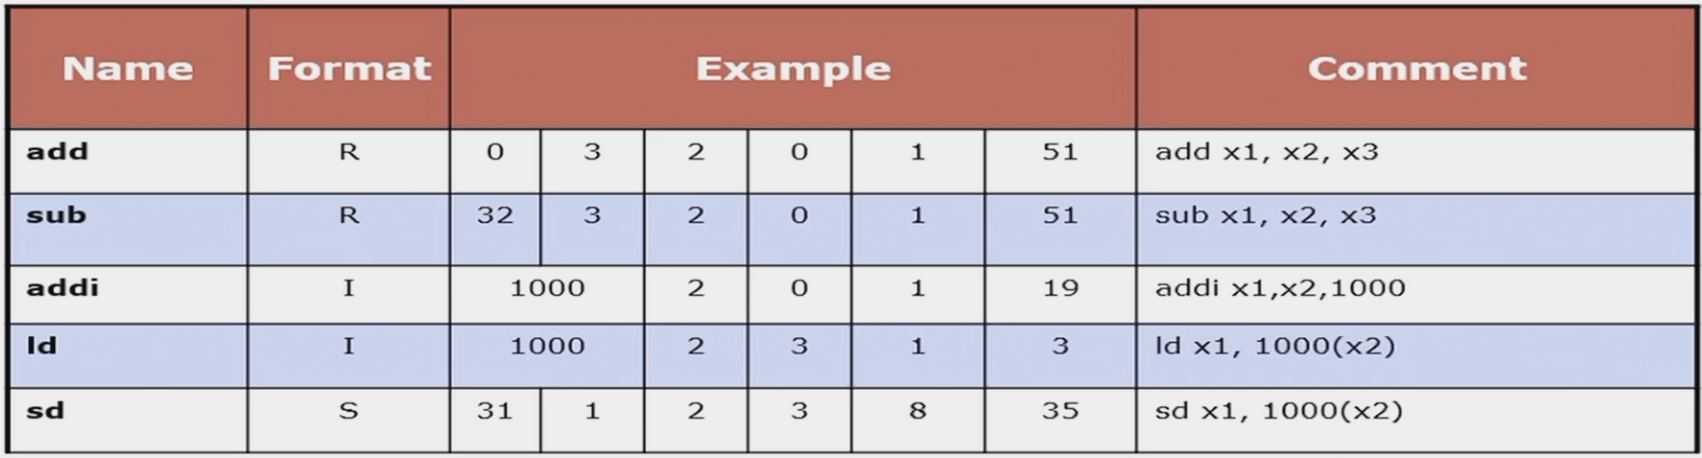 Name Format Example Comment
add R 0 3 2 0 1 51 add x1, x2, x3
sub R 32 3 2 0 1 51 sub x1, x2, x3
addi I 1000 2 0 1 19 addi x1,x2,1000
ld I 1000 2 3 1 3 ld x1, 1000(x2)
sd S 31 1 2 3 8 35 sd x1, 1000(x2)